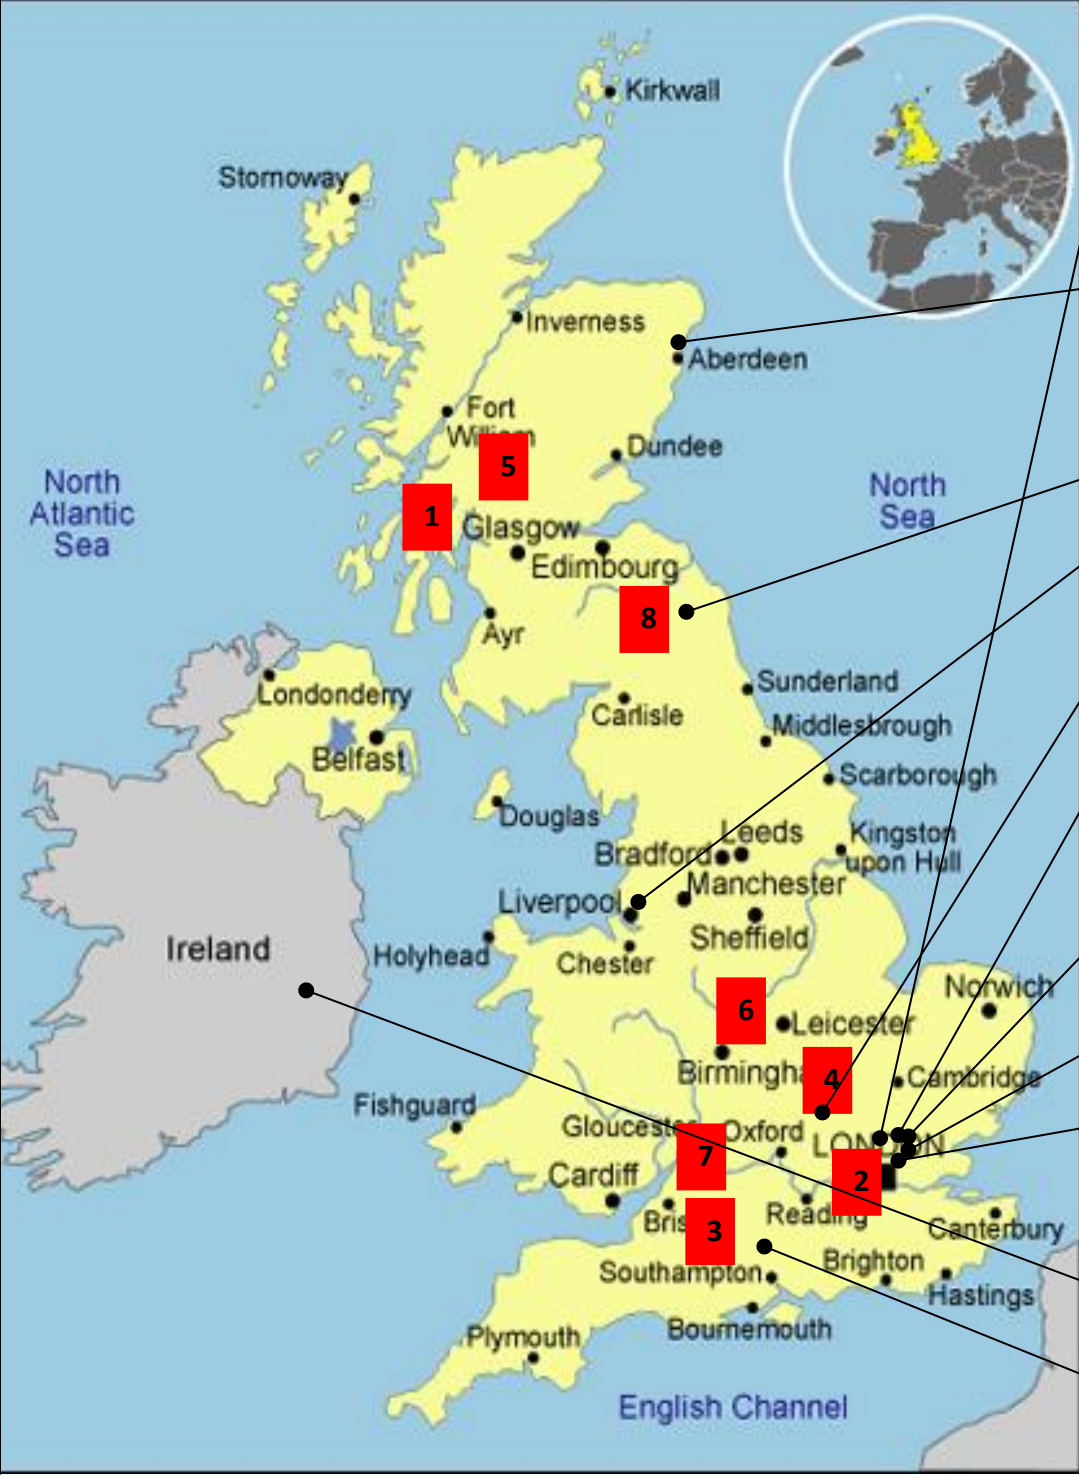 Kirkwall
Stornoway
Inverness
Aberdeen
Fort
William
Dundee
5
North
Atlantic
Sea
North
Sea
1
Glasgow
Edimbourg
8
Ayr
Londonderry
Sunderland
Carlisle
Middlesbrough
Belfast
Scarborough
Douglas
Leeds
Kingston
upon Hull
Bradford
Manchester
Liverpool
Sheffield
Ireland
Holyhead
Chester
Norwich
6
Leicester
Birmingha
4
Cambridge
Fishguard
Gloucester
Oxford
LONDON
7
Cardiff
2
Bris
3
Reading
Canterbury
Brighton
Southampton
Hastings
Bournemouth
Plymouth
English Channel